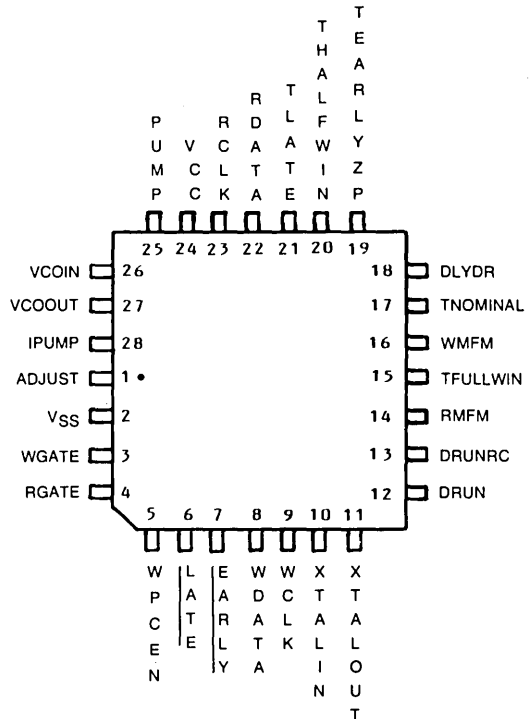 PUMP
VCC
RCLK
RDATA
TLATE
THALFWIN
TEARLYZP
25 24 23 22 21 20 19
VCOIN 26
18 DLYDR
VCOOUT 27
17 TNOMINAL
IPUMP 28
16 WMFM
ADJUST 1
15 TFULLWIN
VSS 2
14 RMFM
WGATE 3
13 DRUNRC
RGATE 4
12 DRUN
5 6 7 8 9 10 11
WPCEN
LATE
EARLY
WDATA
WCLK
XTALIN
XTALOUT